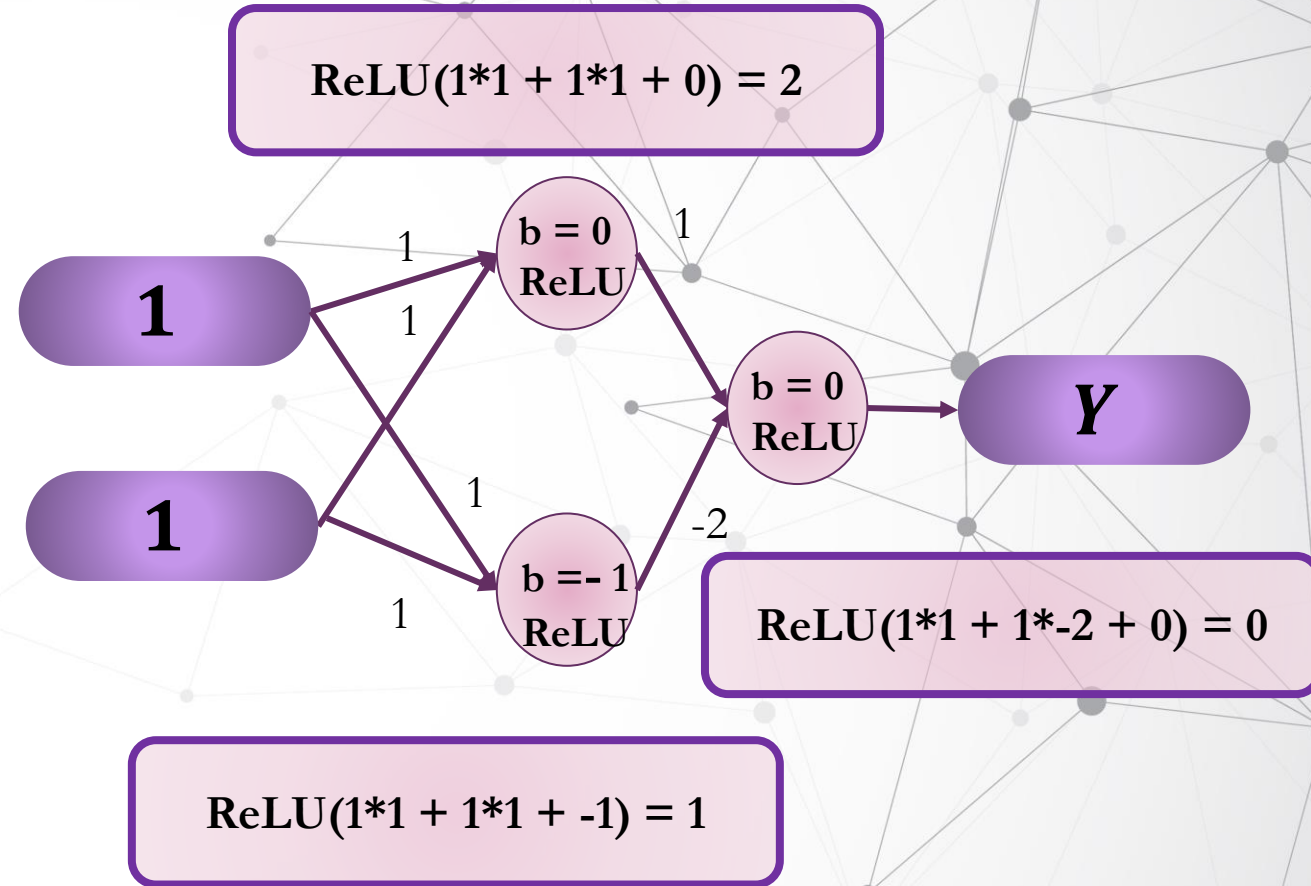 ReLU(1*1 + 1*1 + 0) = 2
1
b = 0
ReLU
1
1
1
b = 0
ReLU
Y
1
1
-2
b =- 1
ReLU
1
ReLU(1*1 + 1*-2 + 0) = 0
ReLU(1*1 + 1*1 + -1) = 1